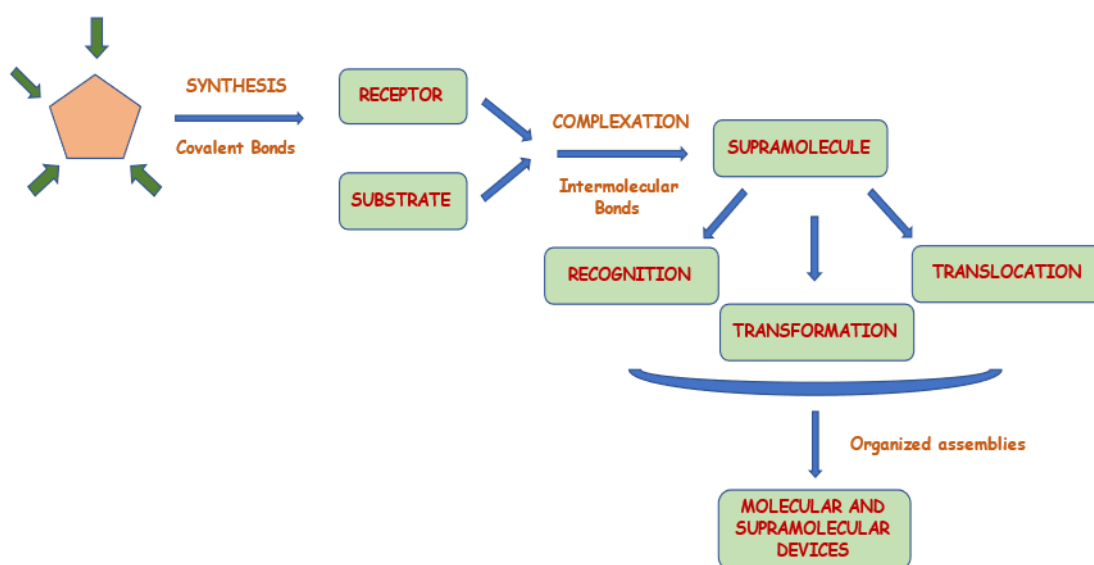 SYNTHESIS
Covalent Bonds
RECEPTOR
SUBSTRATE
COMPLEXATION
Intermolecular
Bonds
SUPRAMOLECULE
RECOGNITION
TRANSFORMATION
TRANSLOCATION
Organized assemblies
MOLECULAR AND
SUPRAMOLECULAR
DEVICES